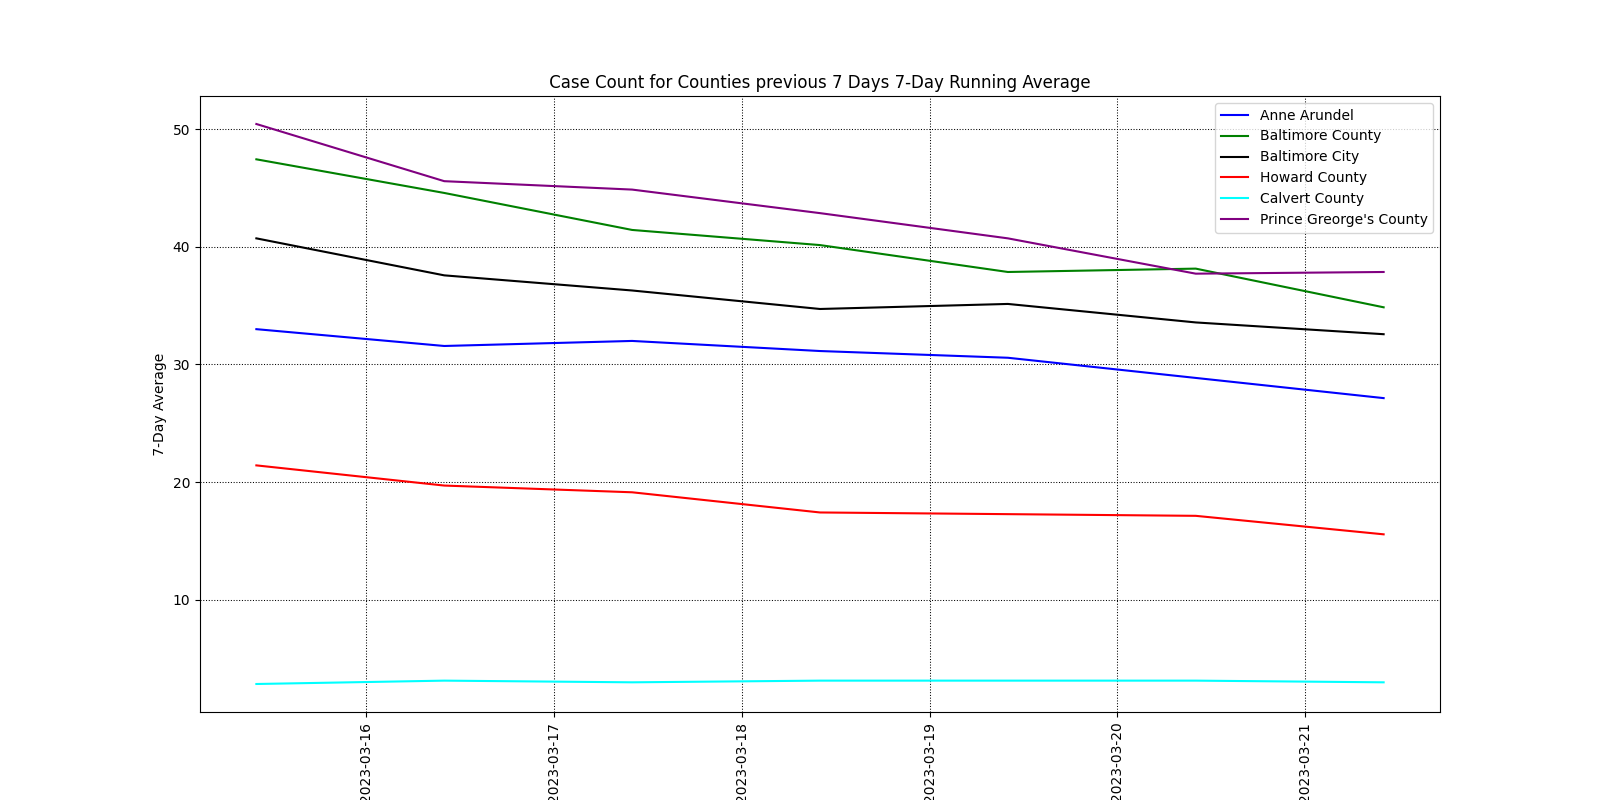 Case Count for Counties previous 7 Days 7-Day Running Average
Anne Arundel
Baltimore County
Baltimore City
Howard County
Calvert County
Prince Greorge's County
7-Day Average
50
40
30
20
10
2023-03-16
2023-03-17
2023-03-18
2023-03-19
2023-03-20
2023-03-21